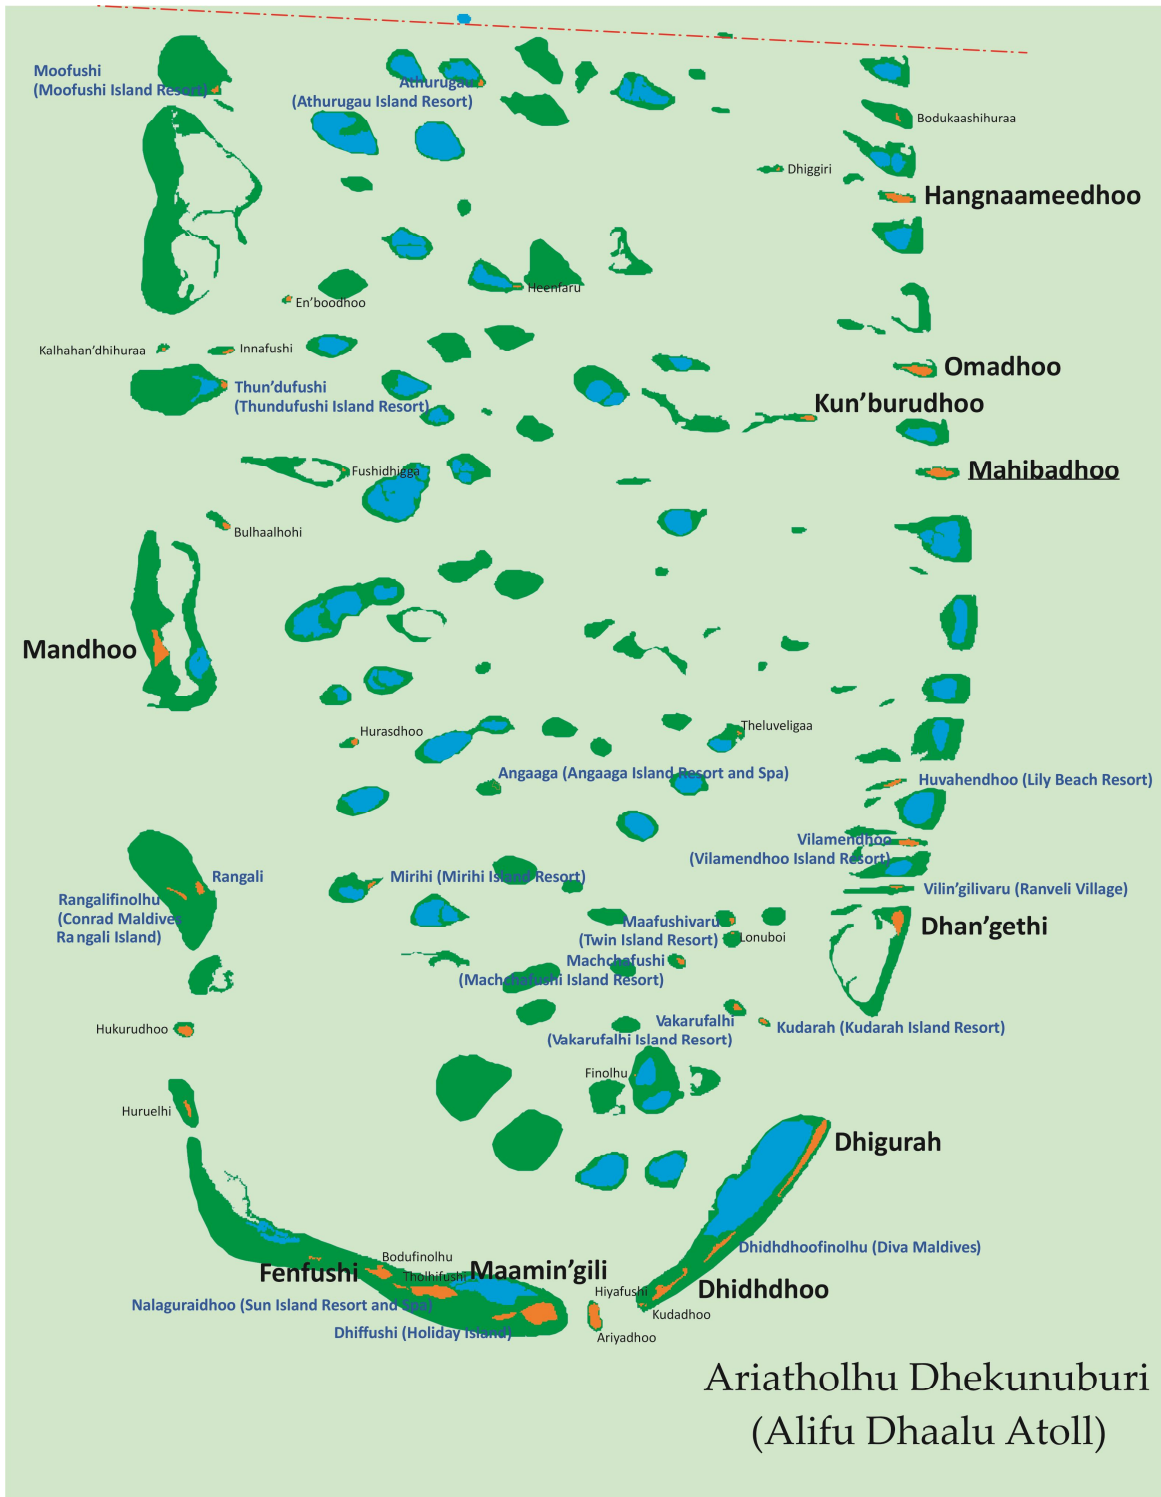 Moofushi
(Moofushi Island Resort)
Athurugau
(Athurugau Island Resort)
Bodukaashihuraa
Dhiggiri
Hangnaameedhoo
Heenfaru
En’boodhoo
Kalhahan’dhihuraa
Innafushi
Omadhoo
Thun’dufushi
(Thundufushi Island Resort)
Kun’burudhoo
Mahibadhoo
Fushidhigga
Bulhaalhohi
Mandhoo
Hurasdhoo
Theluveligaa
Angaaga (Angaaga Island Resort and Spa)
Huvahendhoo (Lily Beach Resort)
Vilamendhoo
(Vilamendhoo Island Resort)
Rangali
Mirihi (Mirihi Island Resort)
Vilin’gilivaru (Ranveli Village)
Rangalifinolhu
(Conrad Maldives
Rangali Island)
Maafushivaru
(Twin Island Resort)
Lonuboi
Dhan’gethi
Machchafushi
(Machchafushi Island Resort)
Hukurudhoo
Vakarufalhi
(Vakarufalhi Island Resort)
Kudarah (Kudarah Island Resort)
Finolhu
Huruelhi
Dhigurah
Dhidhdhoofinolhu (Diva Maldives)
Bodufinolhu
Fenfushi
Tholhifushi
Maamin’gili
Hiyafushi
Dhidhdhoo
Nalaguraidhoo (Sun Island Resort and Spa)
Kudadhoo
Dhiffushi (Holiday Island)
Ariyadhoo
Ariatholhu Dhekunuburi
(Alifu Dhaalu Atoll)